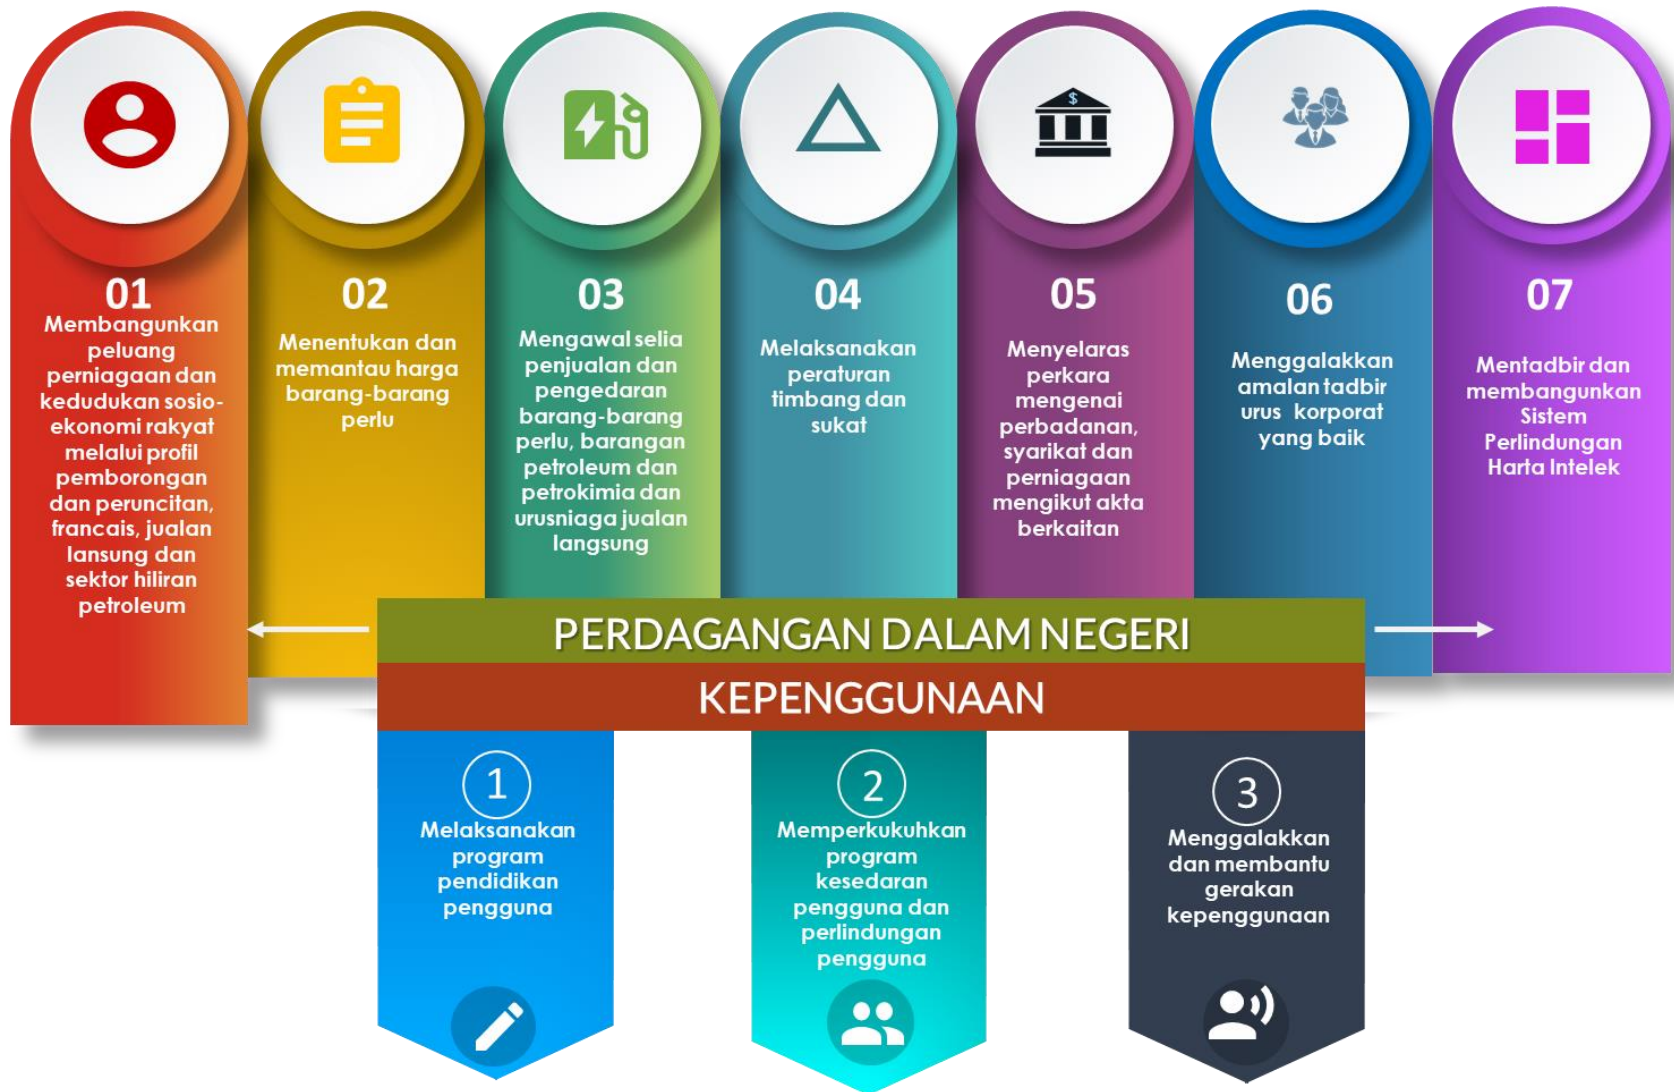 01
Membangunkan
peluang
perniagaan dan
kedudukan sosio-
ekonomi rakyat
melalui profil
pemborongan
dan peruncitan,
francais, jualan
lansung dan
sektor hiliran
petroleum
02
Menentukan dan
memantau harga
barang-barang
perlu
03
Mengawal selia
penjualan dan
pengedaran
barang-barang
perlu, barangan
petroleum dan
petrokimia dan
urusniaga jualan
langsung
04
Melaksanakan
peraturan
timbang dan
sukat
05
Menyelaras
perkara
mengenai
perbadanan,
syarikat dan
perniagaan
mengikut akta
berkaitan
06
Menggalakkan
amalan tadbir
urus korporat
yang baik
07
Mentadbir dan
membangunkan
Sistem
Perlindungan
Harta Intelek
PERDAGANGAN DALAM NEGERI
KEPENGGUNAAN
1
Melaksanakan
program
pendidikan
pengguna
2
Memperkukuhkan
program
kesedaran
pengguna dan
perlindungan
pengguna
3
Menggalakkan
dan membantu
gerakan
kepenggunaan